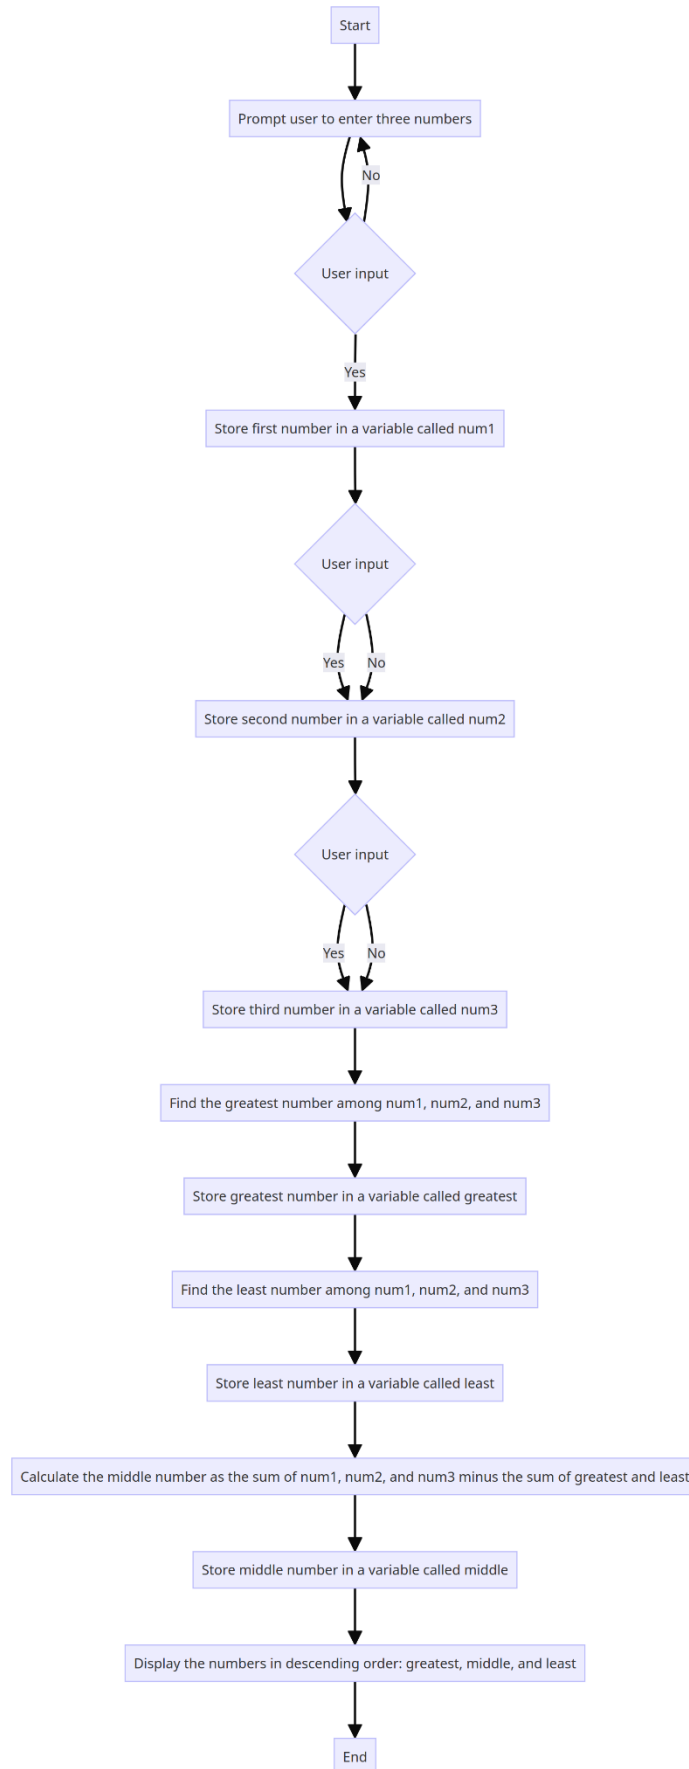 Start
Prompt user to enter three numbers
No
User input
Yes
Store first number in a variable called num1
User input
Yes No
Store second number in a variable called num2
User input
Yes No
Store third number in a variable called num3
Find the greatest number among num1, num2, and num3
Store greatest number in a variable called greatest
Find the least number among num1, num2, and num3
Store least number in a variable called least
Calculate the middle number as the sum of num1, num2, and num3 minus the sum of greatest and least
Store middle number in a variable called middle
Display the numbers in descending order: greatest, middle, and least
End